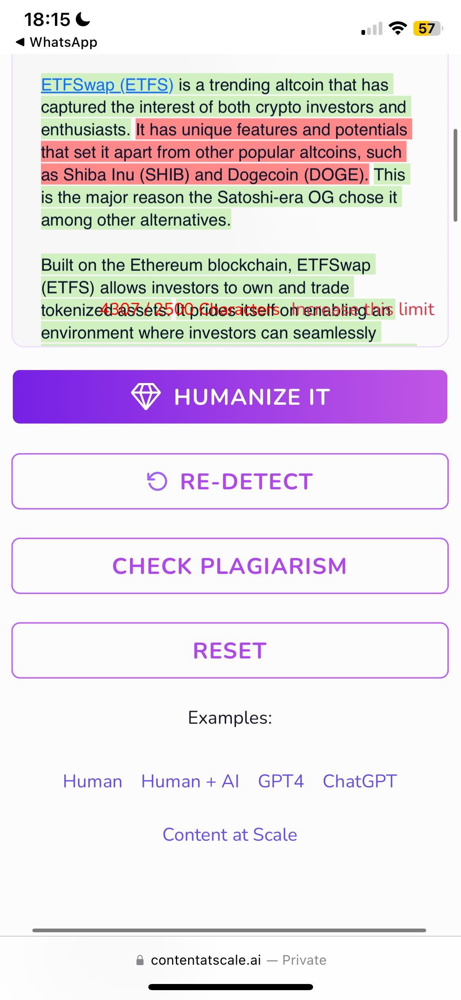 18:15
57
WhatsApp
ETFSwap (ETFS) is a trending altcoin that has
captured the interest of both crypto investors and
enthusiasts. It has unique features and potentials
that set it apart from other popular altcoins, such
as Shiba Inu (SHIB) and Dogecoin (DOGE). This
is the major reason the Satoshi-era OG chose it
among other alternatives.
Built on the Ethereum blockchain, ETFSwap
(ETFS) allows investors to own and trade
tokenized assets. It prides itself on enabling an
4307 / 2500 Characters Increase this limit
environment where investors can seamlessly
HUMANIZE IT
RE-DETECT
CHECK PLAGIARISM
RESET
Examples:
Human Human + AI GPT4 ChatGPT
Content at Scale
contentatscale.ai — Private